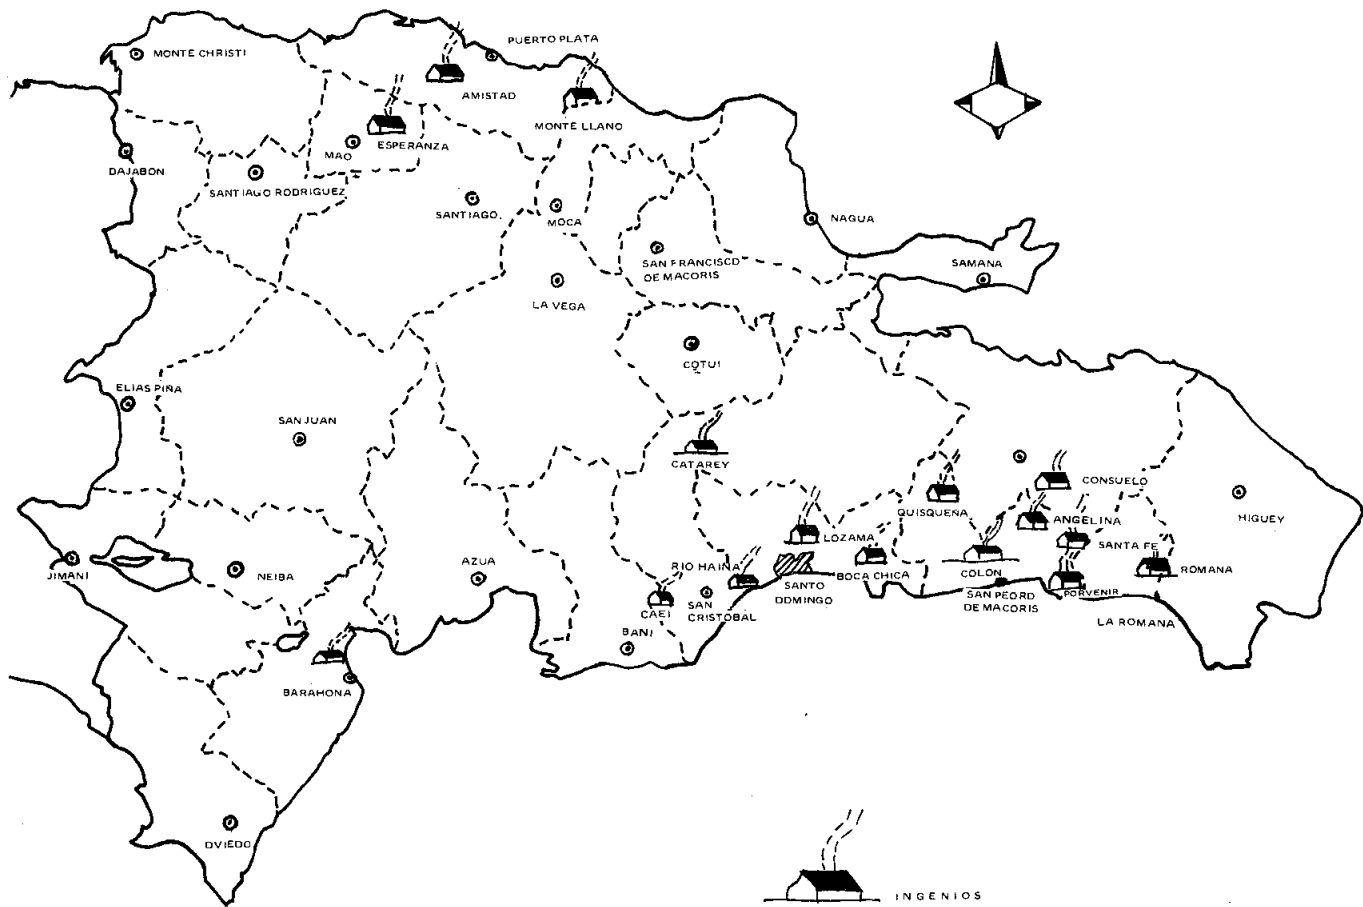 PUERTO PLATA
MONTE CHRISTI
AMISTAD
MONTE LLANO
ESPERANZA
MAO
DAJABON
SANTIAGO RODRIGUEZ
SANTIAGO.
MOCA
NAGUA
SAN FRANCISCO
DE MACORIS
SAMANA
LA VEGA
COTUI
ELIAS PIÑA
SAN JUAN
CATAREY
CONSUELO
QUISQUEÑA
HIGUEY
ANGELINA
LOZAMA
SANTA FE
ROMANA
RIO HAINA
AZUA
JIMANI
NEIBA
BOCA CHICA
COLON
SANTO
DOMINGO
SAN PEORD
DE MACORIS
PORVENIR
CAEI
SAN
CRISTOBAL
LA ROMANA
BANI
BARAHONA
OVIEDO
INGENIOS